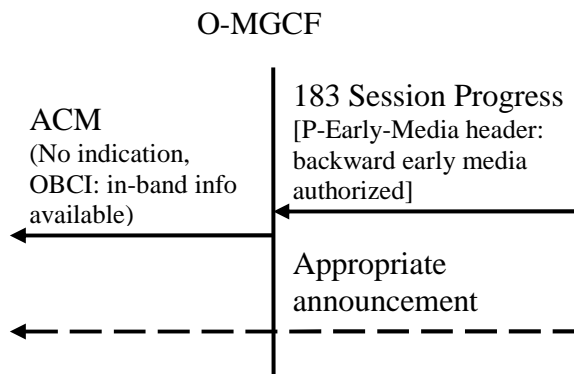 O-MGCF
183 Session Progress
[P-Early-Media header:
backward early media
authorized]
ACM
(No indication,
OBCI: in-band info
available)
Appropriate
announcement